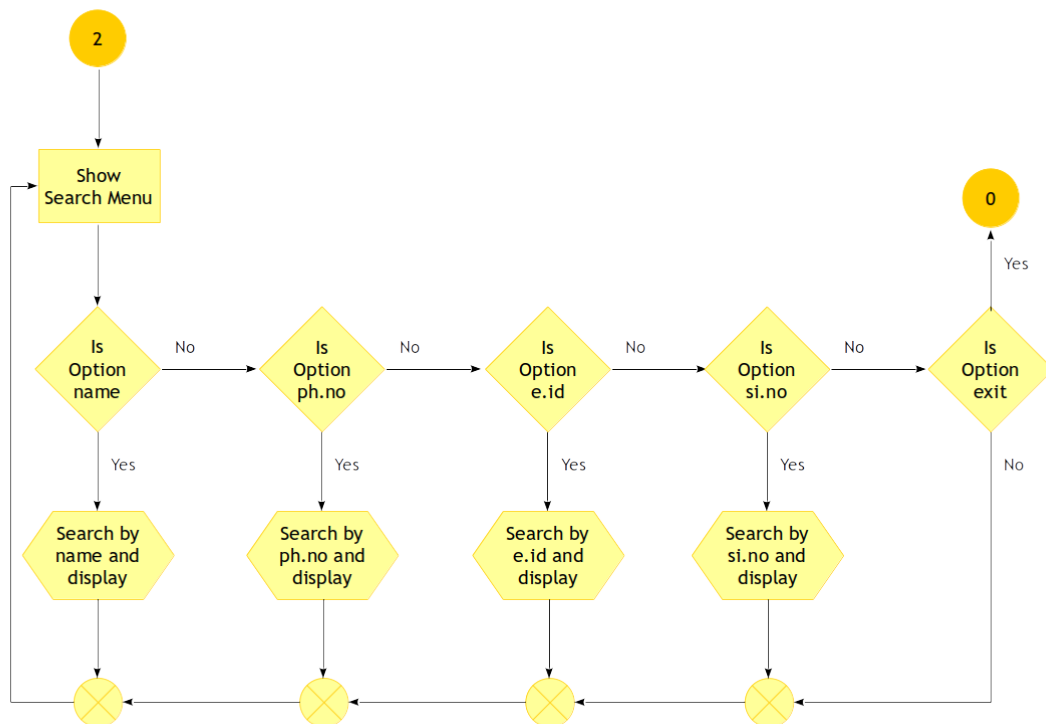 2
Show
Search Menu
0
Yes
Is
Option
name
No
Is
Option
ph.no
No
Is
Option
e.id
No
Is
Option
si.no
No
Is
Option
exit
Yes
Yes
Yes
Yes
No
Search by
name and
display
Search by
ph.no and
display
Search by
e.id and
display
Search by
si.no and
display